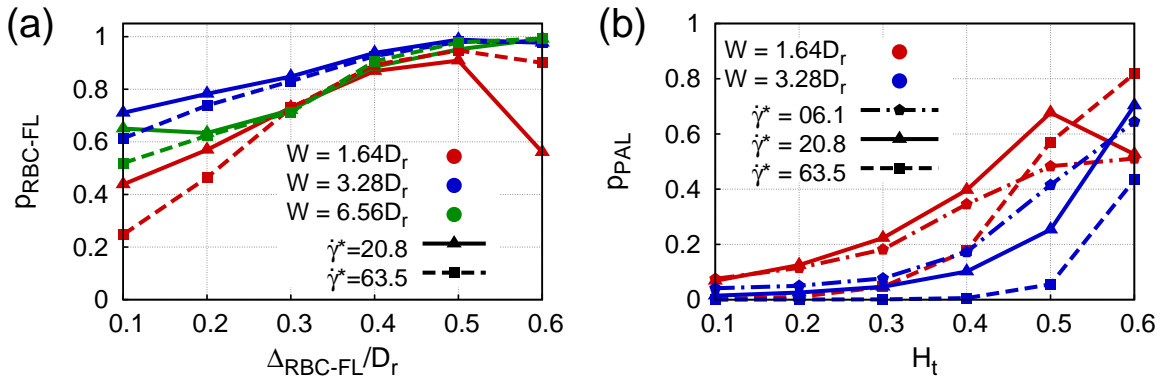 (a)
p_RBC-FL
1
0.8
0.6
0.4
0.2
0
W = 1.64D_r
W = 3.28D_r
W = 6.56D_r
γ̇*=20.8
γ̇*=63.5
0.1 0.2 0.3 0.4 0.5 0.6
Δ_RBC-FL/D_r
(b)
p_PAL
1
0.8
0.6
0.4
0.2
0
W = 1.64D_r
W = 3.28D_r
γ̇* = 06.1
γ̇* = 20.8
γ̇* = 63.5
0.1 0.2 0.3 0.4 0.5 0.6
H_t